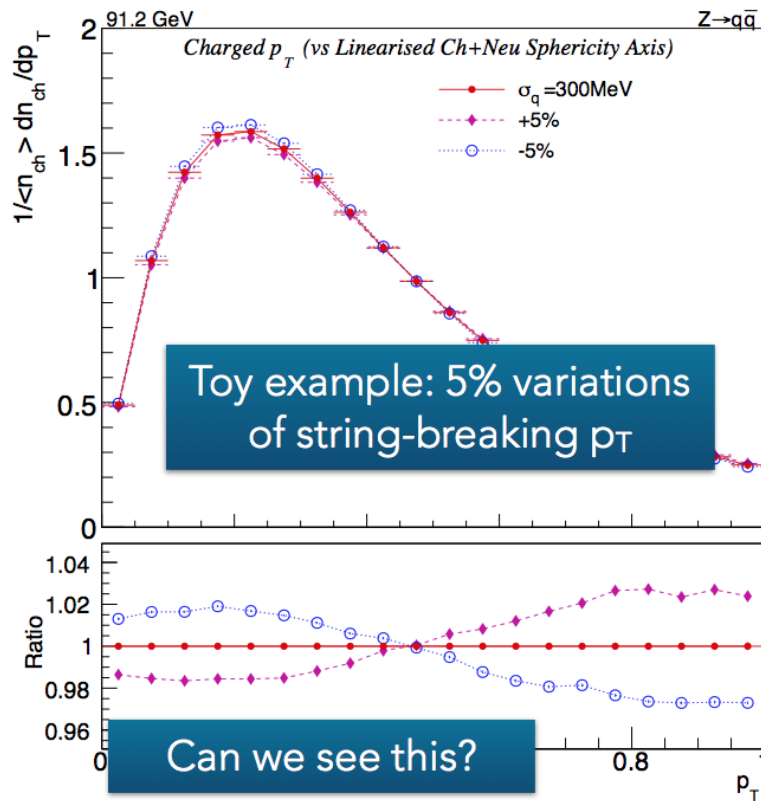 91.2 GeV
Z→qq̅
Charged p_T (vs Linearised Ch+Neu Sphericity Axis)
σ_q =300MeV
+5%
-5%
1/<n_ch> dn_ch/dp_T
2
1.5
1
0.5
0
Toy example: 5% variations
of string-breaking p_T
Ratio
1.04
1.02
1
0.98
0.96
Can we see this?
0
0.8
1
p_T